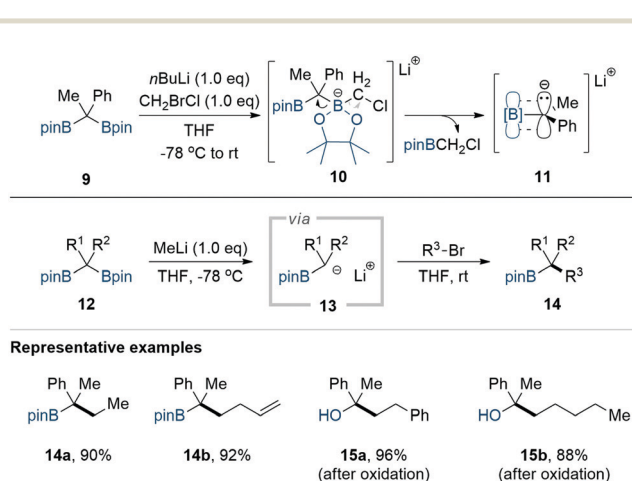 Me Ph
pinB Bpin
9
nBuLi (1.0 eq)
CH2BrCl (1.0 eq)
THF
-78 °C to rt
Me Ph H2
pinB B C Cl
⊖
O O
Li⊕
10
pinBCH2Cl
[B] Me
⊖
Ph
Li⊕
11
R1 R2
pinB Bpin
12
MeLi (1.0 eq)
THF, -78 °C
via
R1 R2
pinB ⊖ Li⊕
13
R3-Br
THF, rt
R1 R2
pinB R3
14
Representative examples
Ph Me
pinB Me
14a, 90%
Ph Me
pinB
14b, 92%
Ph Me
HO Ph
15a, 96%
(after oxidation)
Ph Me
HO Me
15b, 88%
(after oxidation)